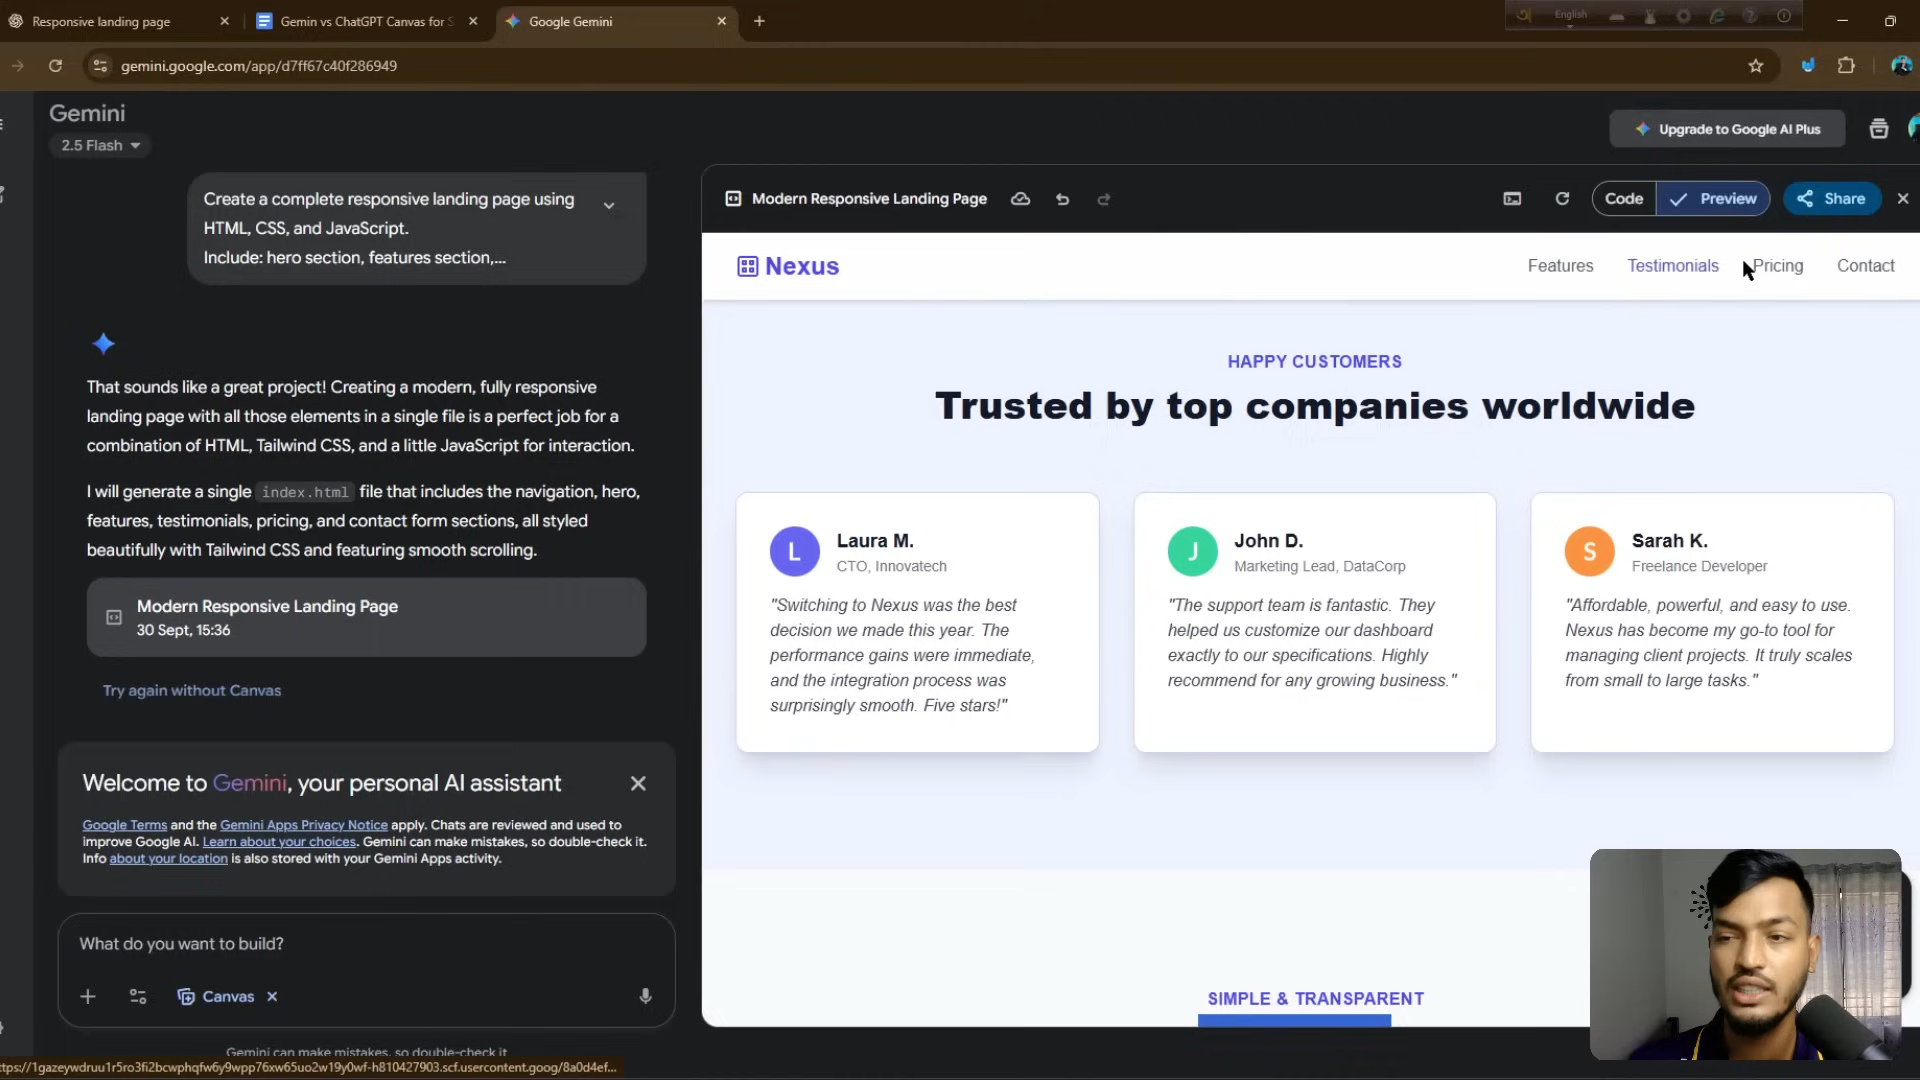 Responsive landing page
Gemin vs ChatGPT Canvas for S
Google Gemini
English
gemini.google.com/app/d7ff67c40f286949
Gemini
2.5 Flash
Upgrade to Google AI Plus
Create a complete responsive landing page using
HTML, CSS, and JavaScript.
Include: hero section, features section,...
That sounds like a great project! Creating a modern, fully responsive
landing page with all those elements in a single file is a perfect job for a
combination of HTML, Tailwind CSS, and a little JavaScript for interaction.
I will generate a single index.html file that includes the navigation, hero,
features, testimonials, pricing, and contact form sections, all styled
beautifully with Tailwind CSS and featuring smooth scrolling.
Modern Responsive Landing Page
30 Sept, 15:36
Try again without Canvas
Welcome to Gemini, your personal AI assistant
Google Terms and the Gemini Apps Privacy Notice apply. Chats are reviewed and used to
improve Google AI. Learn about your choices. Gemini can make mistakes, so double-check it.
Info about your location is also stored with your Gemini Apps activity.
What do you want to build?
Canvas
Gemini can make mistakes, so double-check it
ttps://1gazeywdruu1r5ro3fi2bcwphqfw6y9wpp76xw65uo2w19y0wf-h810427903.scf.usercontent.goog/8a0d4ef...
Modern Responsive Landing Page
Code
Preview
Share
Nexus
Features
Testimonials
Pricing
Contact
HAPPY CUSTOMERS
Trusted by top companies worldwide
L
Laura M.
CTO, Innovatech
"Switching to Nexus was the best
decision we made this year. The
performance gains were immediate,
and the integration process was
surprisingly smooth. Five stars!"
J
John D.
Marketing Lead, DataCorp
"The support team is fantastic. They
helped us customize our dashboard
exactly to our specifications. Highly
recommend for any growing business."
S
Sarah K.
Freelance Developer
"Affordable, powerful, and easy to use.
Nexus has become my go-to tool for
managing client projects. It truly scales
from small to large tasks."
SIMPLE & TRANSPARENT